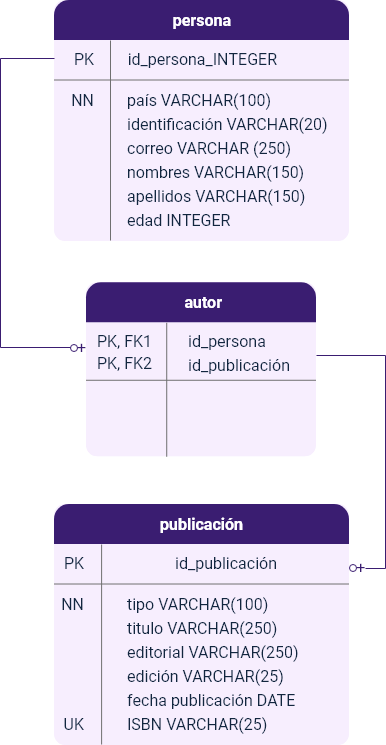 persona
PK id_persona_INTEGER
NN país VARCHAR(100)
identificación VARCHAR(20)
correo VARCHAR (250)
nombres VARCHAR(150)
apellidos VARCHAR(150)
edad INTEGER
autor
PK, FK1 id_persona
PK, FK2 id_publicación
publicación
PK id_publicación
NN tipo VARCHAR(100)
titulo VARCHAR(250)
editorial VARCHAR(250)
edición VARCHAR(25)
fecha publicación DATE
UK ISBN VARCHAR(25)